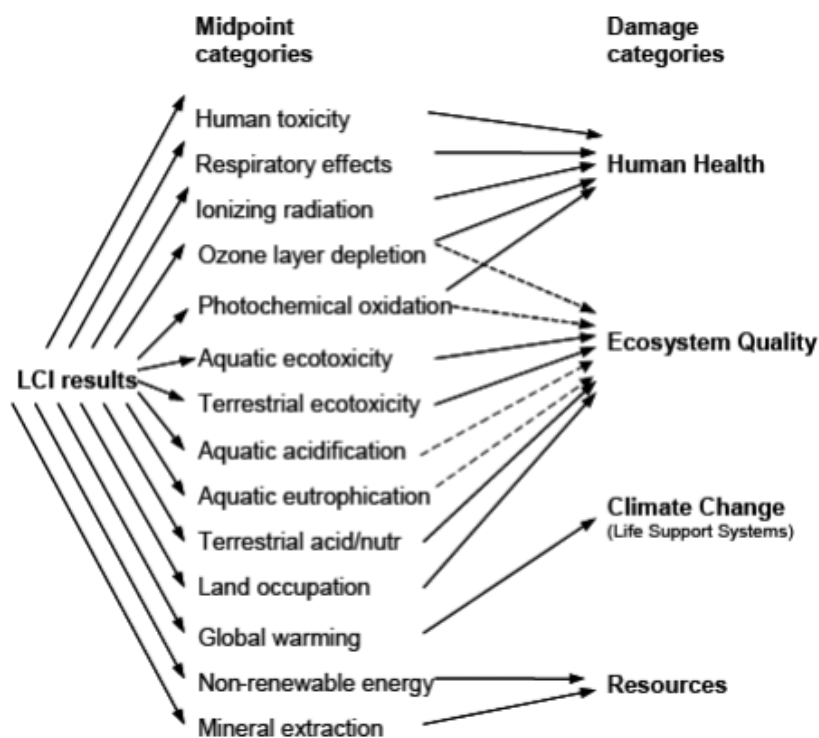 Midpoint
categories
Damage
categories
Human toxicity
Respiratory effects
Human Health
Ionizing radiation
Ozone layer depletion
Photochemical oxidation
Ecosystem Quality
Aquatic ecotoxicity
LCI results
Terrestrial ecotoxicity
Aquatic acidification
Aquatic eutrophication
Climate Change
(Life Support Systems)
Terrestrial acid/nutr
Land occupation
Global warming
Non-renewable energy
Resources
Mineral extraction